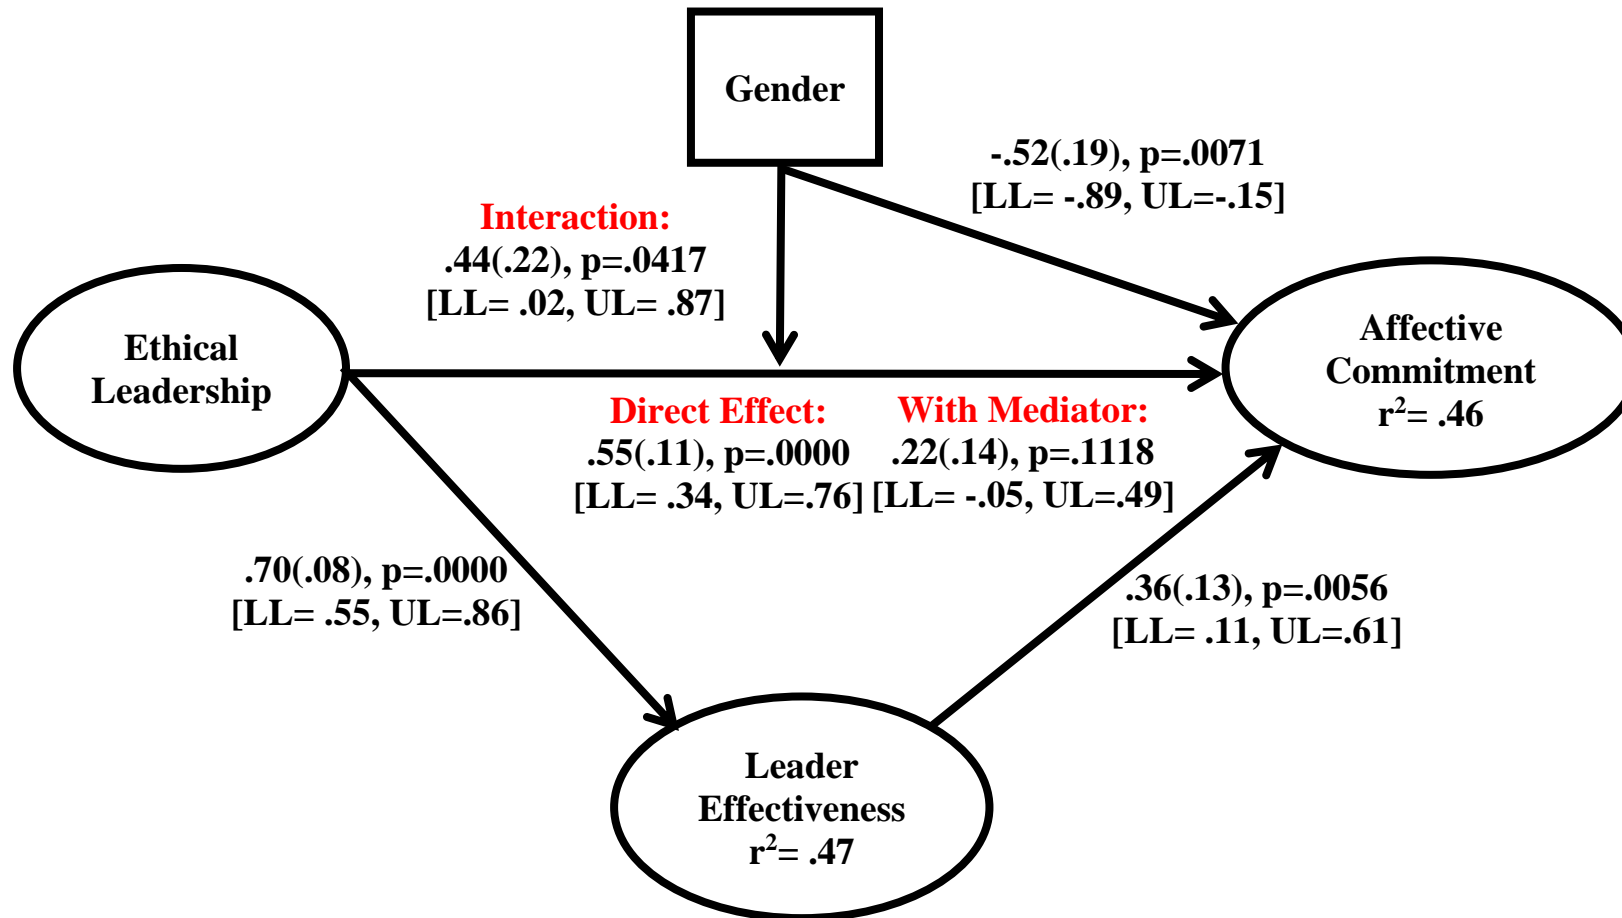 Gender
-.52(.19), p=.0071
[LL= -.89, UL=-.15]
Interaction:
.44(.22), p=.0417
[LL= .02, UL= .87]
Ethical
Leadership
Affective
Commitment
r²= .46
Direct Effect:
.55(.11), p=.0000
[LL= .34, UL=.76]
With Mediator:
.22(.14), p=.1118
[LL= -.05, UL=.49]
.70(.08), p=.0000
[LL= .55, UL=.86]
.36(.13), p=.0056
[LL= .11, UL=.61]
Leader
Effectiveness
r²= .47